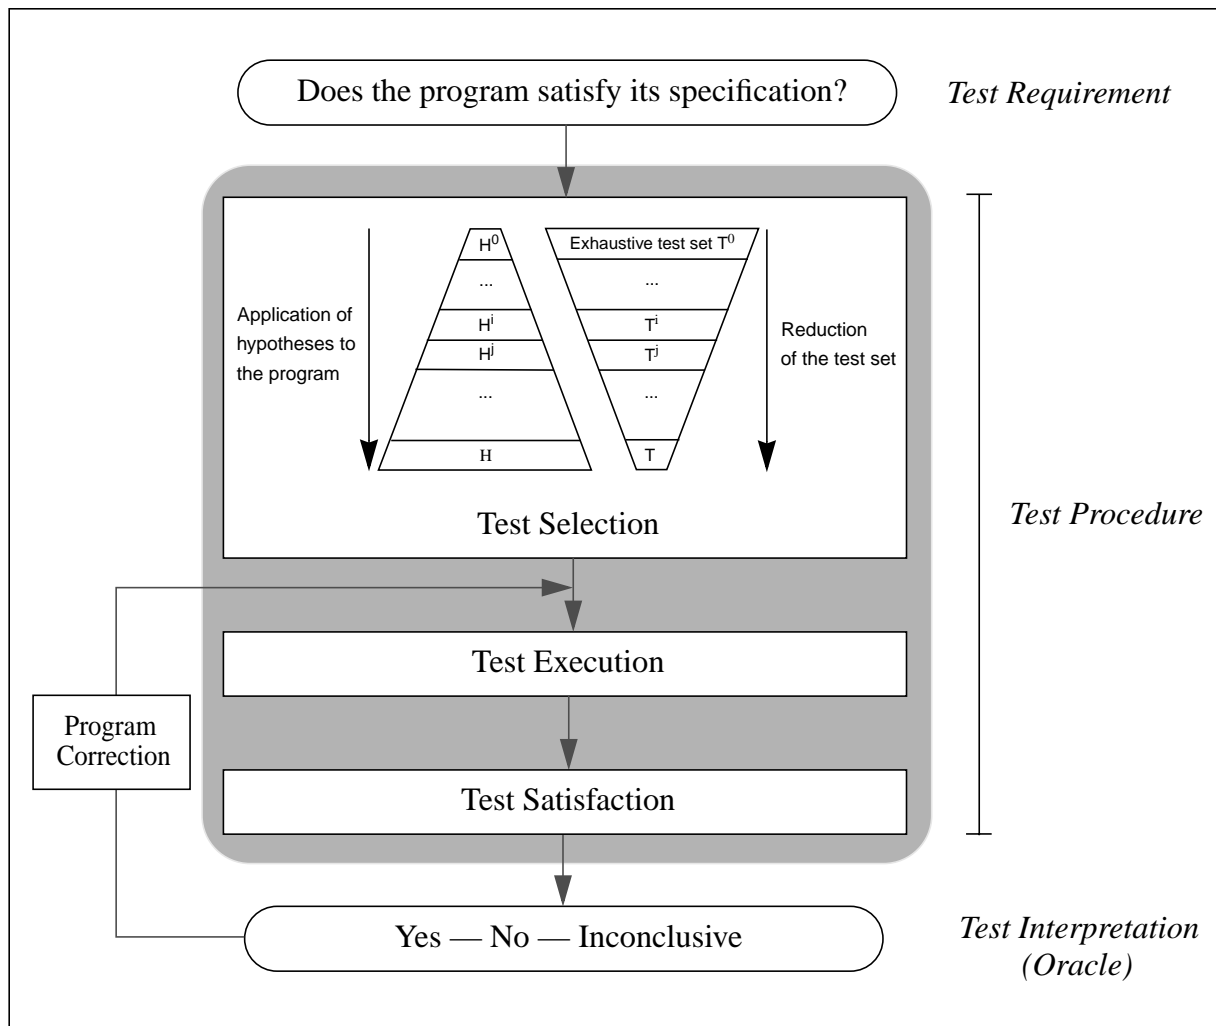 Does the program satisfy its specification?
Test Requirement
Application of
hypotheses to
the program
H⁰
...
Hⁱ
Hʲ
...
H
Exhaustive test set T⁰
...
Tⁱ
Tʲ
...
T
Reduction
of the test set
Test Selection
Test Procedure
Test Execution
Program
Correction
Test Satisfaction
Yes — No — Inconclusive
Test Interpretation
(Oracle)